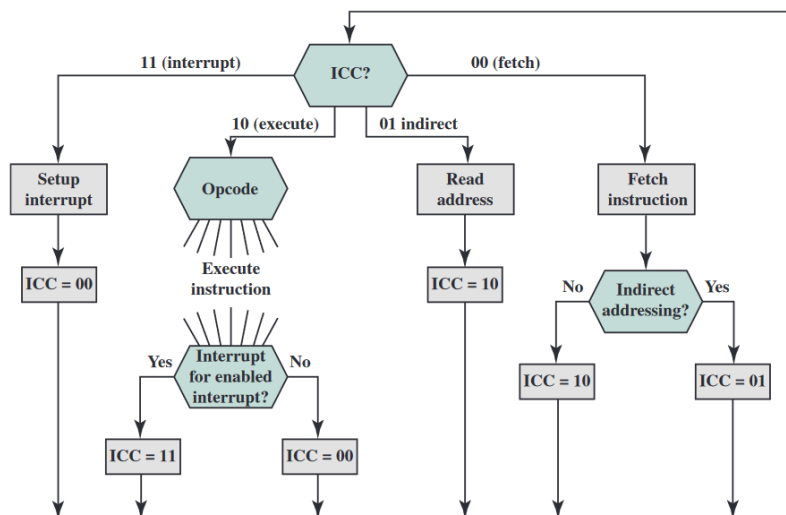 ICC?
11 (interrupt)
00 (fetch)
10 (execute)
01 indirect
Setup
interrupt
Opcode
Read
address
Fetch
instruction
ICC = 00
Execute
instruction
ICC = 10
No
Indirect
addressing?
Yes
Yes
Interrupt
for enabled
interrupt?
No
ICC = 10
ICC = 01
ICC = 11
ICC = 00